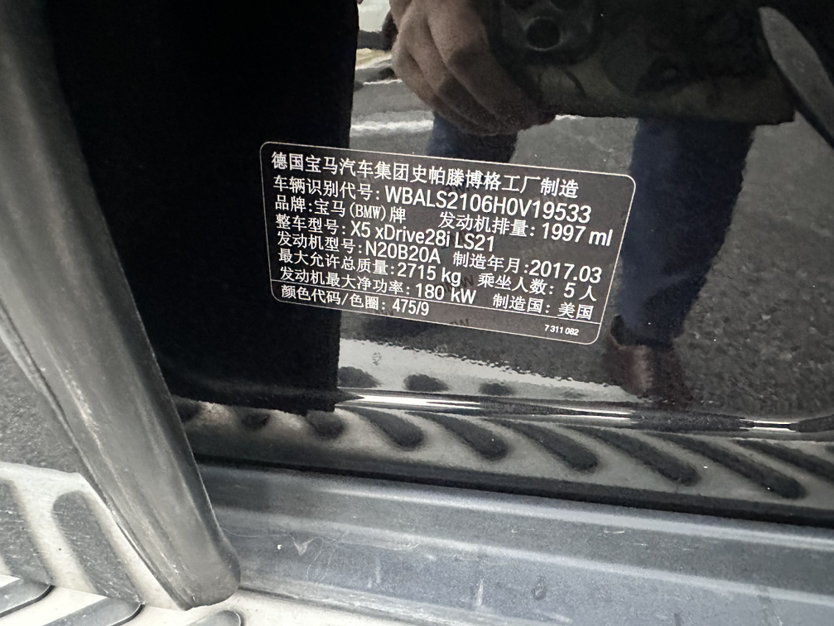 德国宝马汽车集团史帕滕博格工厂制造
车辆识别代号: WBALS2106H0V19533
品牌: 宝马(BMW)牌 发动机排量: 1997 ml
整车型号: X5 xDrive28i LS21
发动机型号: N20B20A 制造年月: 2017.03
最大允许总质量: 2715 kg 乘坐人数: 5 人
发动机最大净功率: 180 kW 制造国: 美国
颜色代码/色圈: 475/9
7 311 082